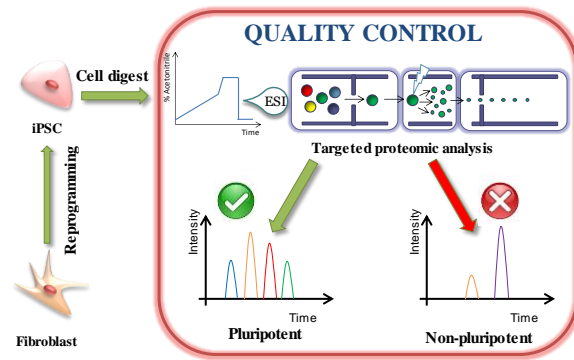 QUALITY CONTROL
Cell digest
% Acetonitrile
Time
ESI
iPSC
Targeted proteomic analysis
Reprogramming
Intensity
Time
Pluripotent
Intensity
Time
Non-pluripotent
Fibroblast